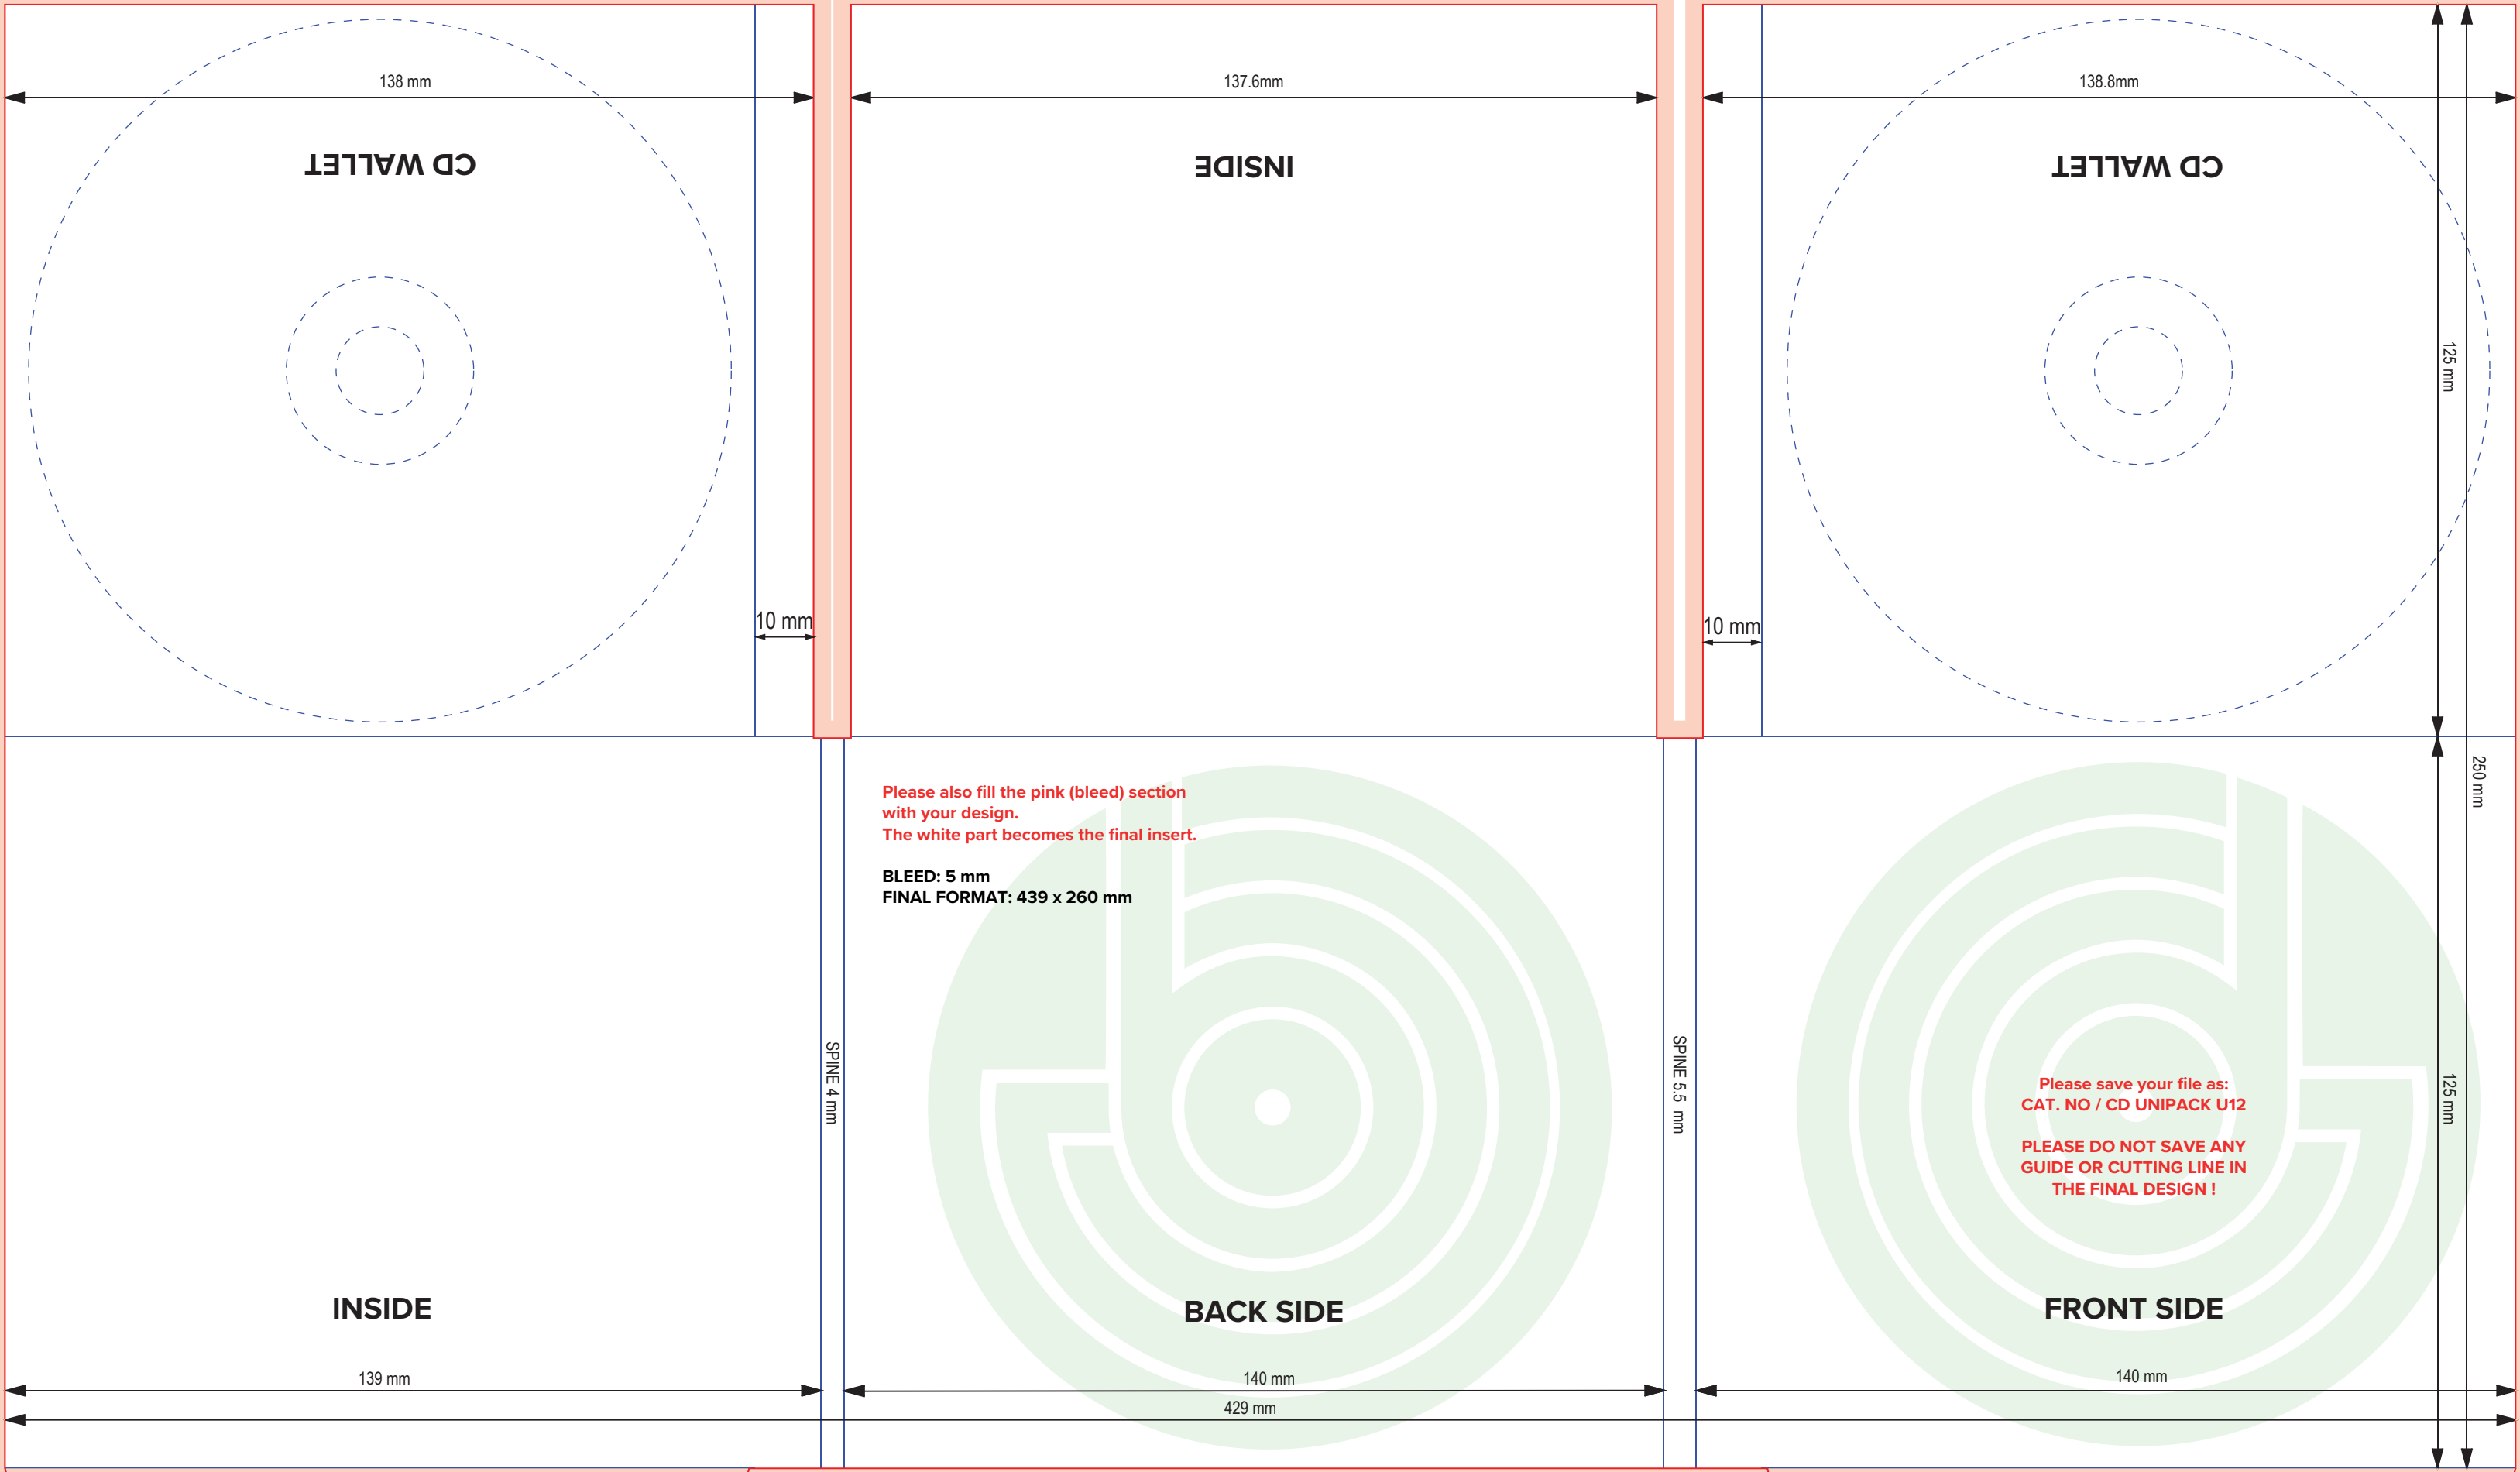 138 mm
137.6mm
138.8mm
CD WALLET
INSIDE
CD WALLET
125 mm
10 mm
10 mm
250 mm
Please also fill the pink (bleed) section
with your design.
The white part becomes the final insert.
BLEED: 5 mm
FINAL FORMAT: 439 x 260 mm
SPINE 4 mm
SPINE 5.5 mm
Please save your file as:
CAT. NO / CD UNIPACK U12
PLEASE DO NOT SAVE ANY
GUIDE OR CUTTING LINE IN
THE FINAL DESIGN !
125 mm
INSIDE
BACK SIDE
FRONT SIDE
139 mm
140 mm
140 mm
429 mm